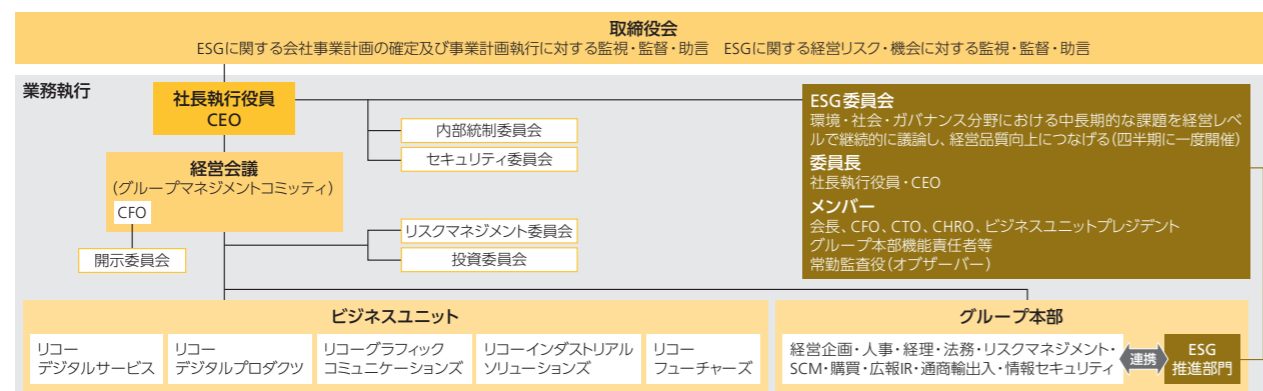 取締役会
ESGに関する会社事業計画の確定及び事業計画執行に対する監視・監督・助言　ESGに関する経営リスク・機会に対する監視・監督・助言
業務執行
社長執行役員
CEO
内部統制委員会
セキュリティ委員会
経営会議
(グループマネジメントコミッティ)
CFO
開示委員会
リスクマネジメント委員会
投資委員会
ESG委員会
環境・社会・ガバナンス分野における中長期的な課題を経営レベ
ルで継続的に議論し、経営品質向上につなげる(四半期に一度開催)
委員長
社長執行役員・CEO
メンバー
会長、CFO、CTO、CHRO、ビジネスユニットプレジデント
グループ本部機能責任者等
常勤監査役(オブザーバー)
ビジネスユニット
リコー
デジタルサービス
リコー
デジタルプロダクツ
リコーグラフィック
コミュニケーションズ
リコーインダストリアル
ソリューションズ
リコー
フューチャーズ
グループ本部
経営企画・人事・経理・法務・リスクマネジメント・
SCM・購買・広報IR・通商輸出入・情報セキュリティ
連携
ESG
推進部門